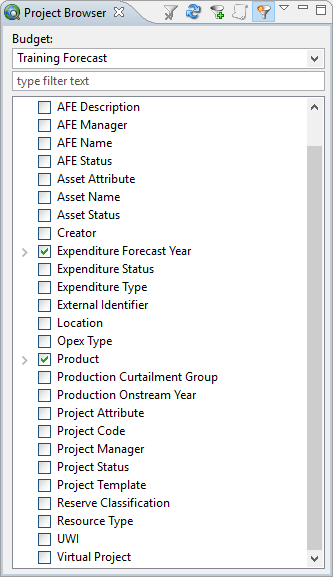 Project Browser
Budget:
Training Forecast
type filter text
AFE Description
AFE Manager
AFE Name
AFE Status
Asset Attribute
Asset Name
Asset Status
Creator
Expenditure Forecast Year
Expenditure Status
Expenditure Type
External Identifier
Location
Opex Type
Product
Production Curtailment Group
Production Onstream Year
Project Attribute
Project Code
Project Manager
Project Status
Project Template
Reserve Classification
Resource Type
UWI
Virtual Project